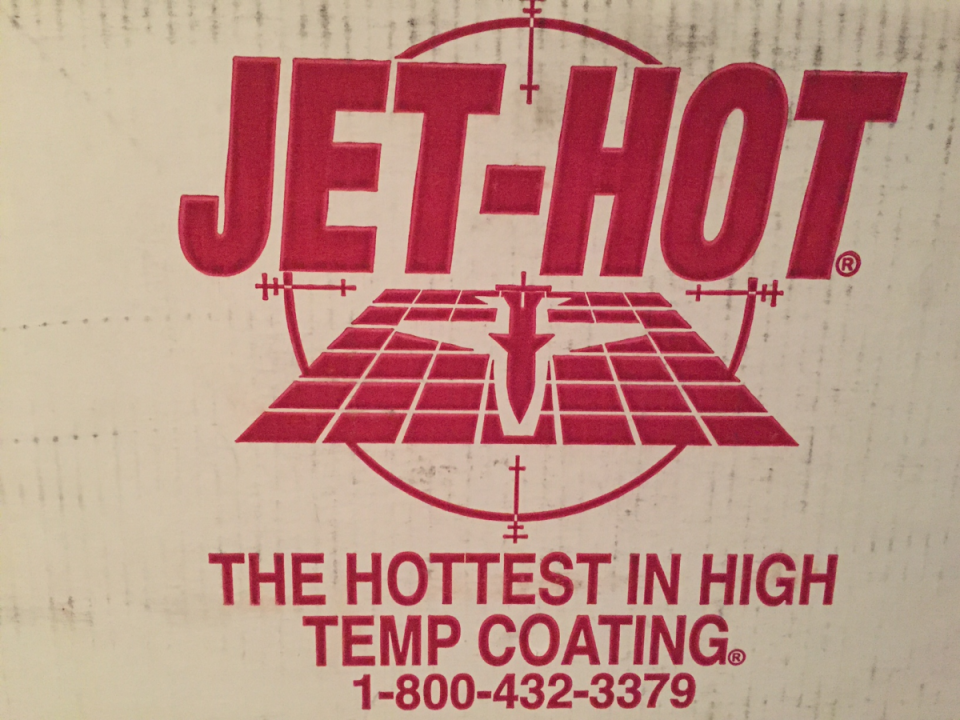 JET-HOT®
THE HOTTEST IN HIGH
TEMP COATING®
1-800-432-3379